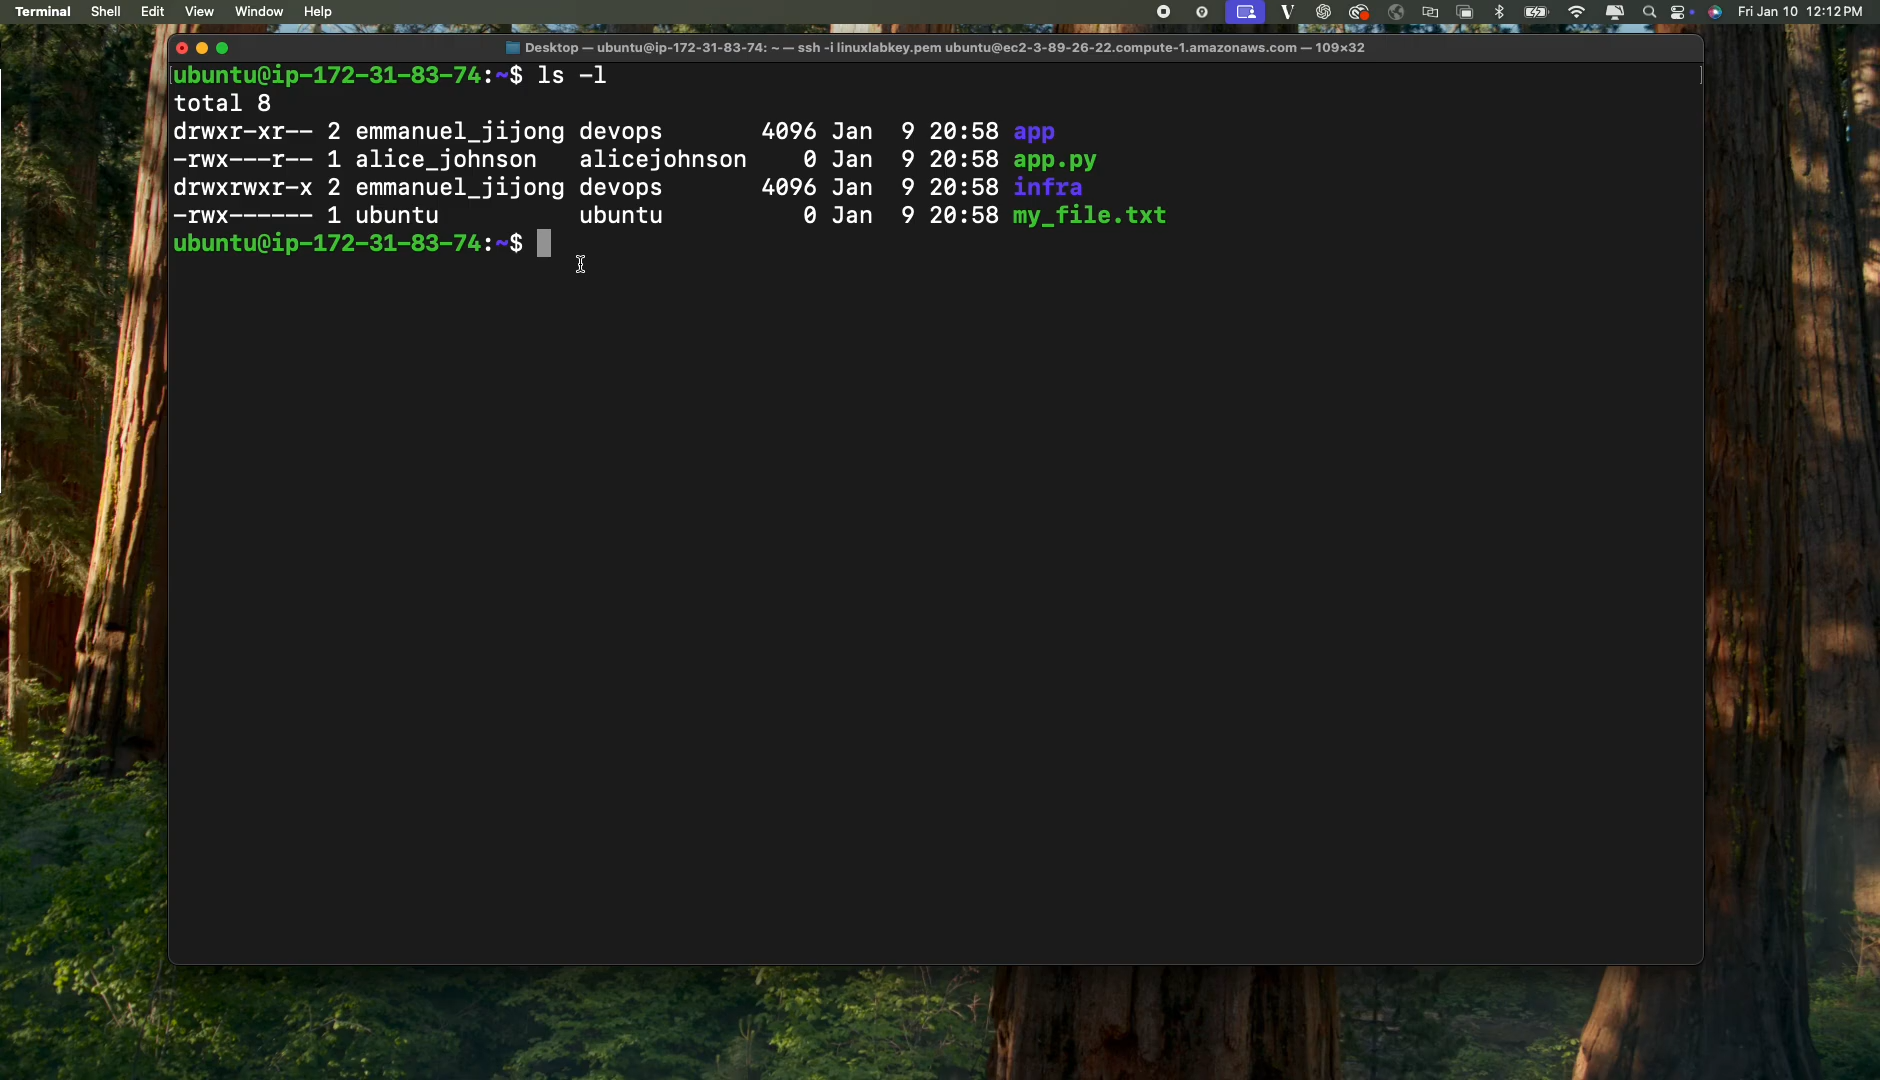 Terminal Shell Edit View Window Help Fri Jan 10 12:12 PM
Desktop — ubuntu@ip-172-31-83-74: ~ — ssh -i linuxlabkey.pem ubuntu@ec2-3-89-26-22.compute-1.amazonaws.com — 109×32
[ubuntu@ip-172-31-83-74:~$ ls -l ]
total 8
drwxr-xr-- 2 emmanuel_jijong devops 4096 Jan 9 20:58 app
-rwx---r-- 1 alice_johnson alicejohnson 0 Jan 9 20:58 app.py
drwxrwxr-x 2 emmanuel_jijong devops 4096 Jan 9 20:58 infra
-rwx------ 1 ubuntu ubuntu 0 Jan 9 20:58 my_file.txt
ubuntu@ip-172-31-83-74:~$